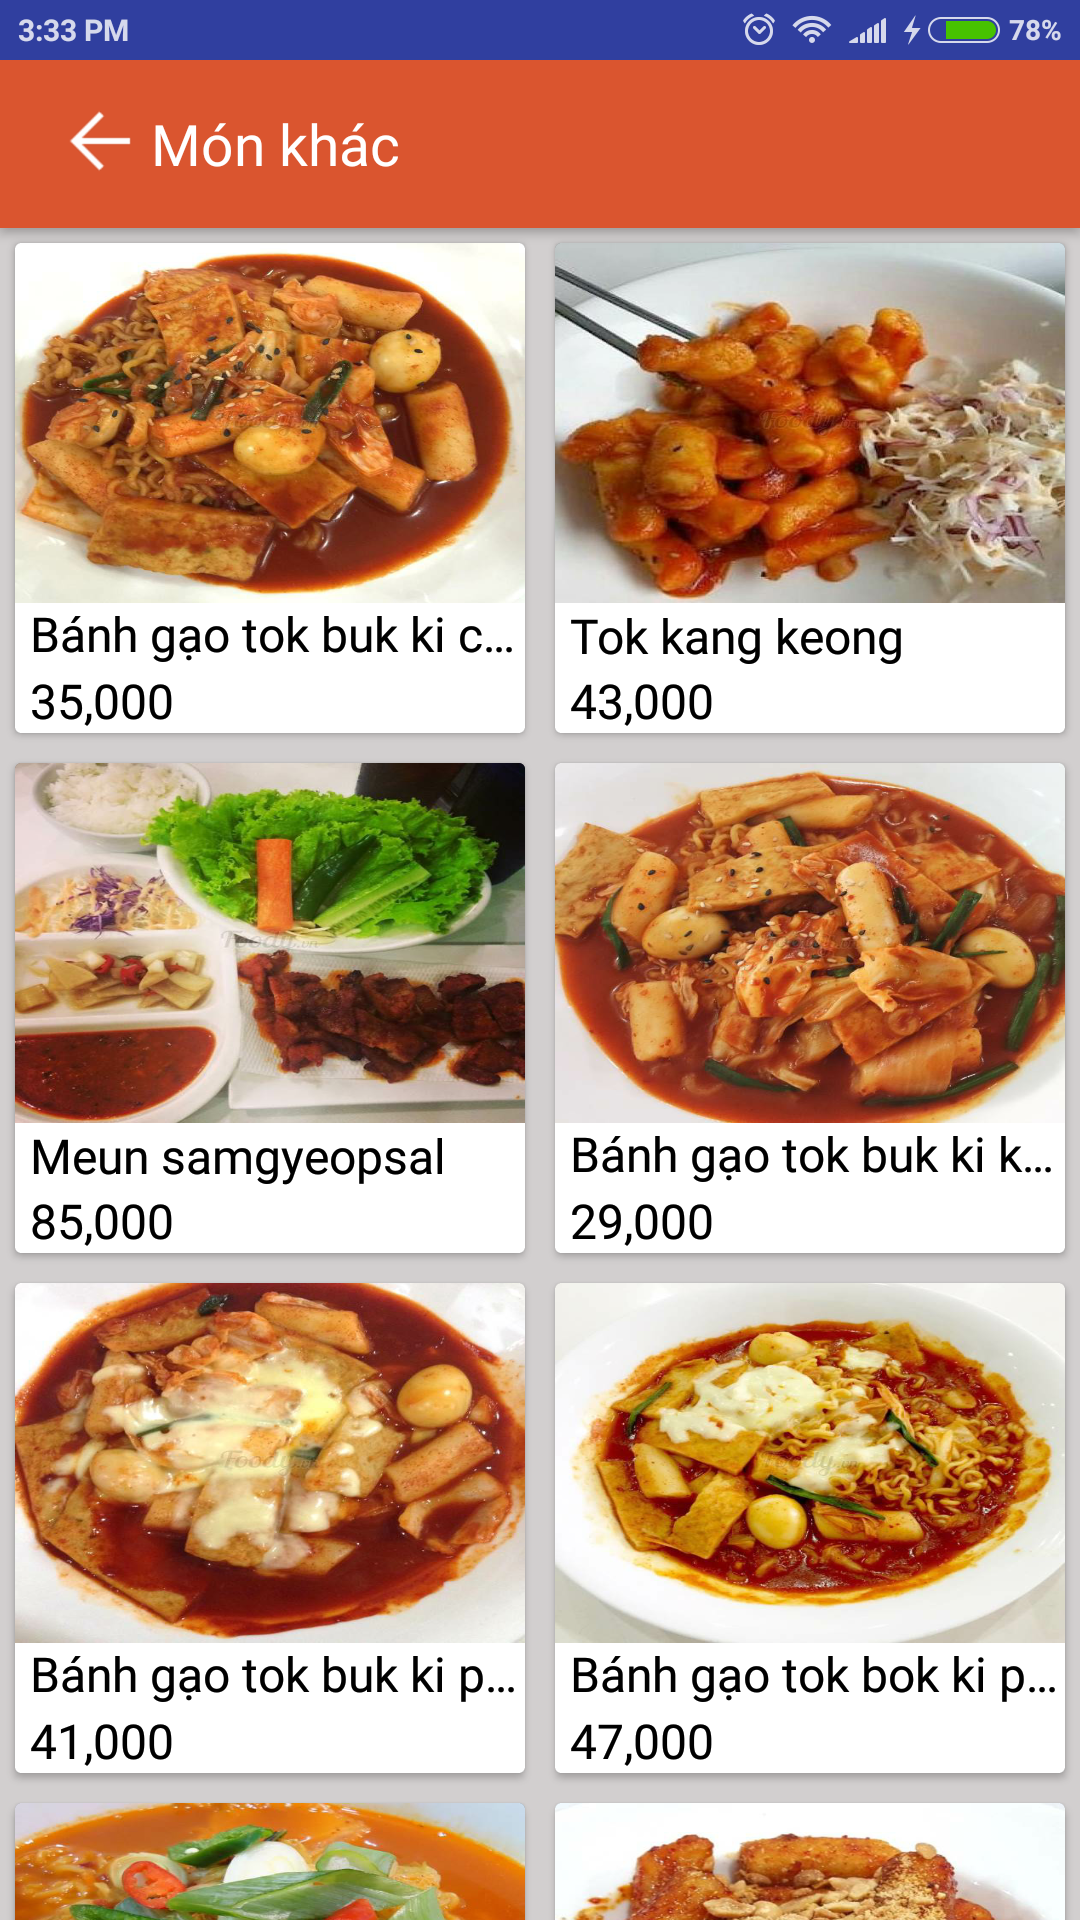 3:33 PM
78%
Món khác
Bánh gạo tok buk ki c...
35,000
Tok kang keong
43,000
Meun samgyeopsal
85,000
Bánh gạo tok buk ki k...
29,000
Bánh gạo tok buk ki p...
41,000
Bánh gạo tok bok ki p...
47,000
Foody.vn